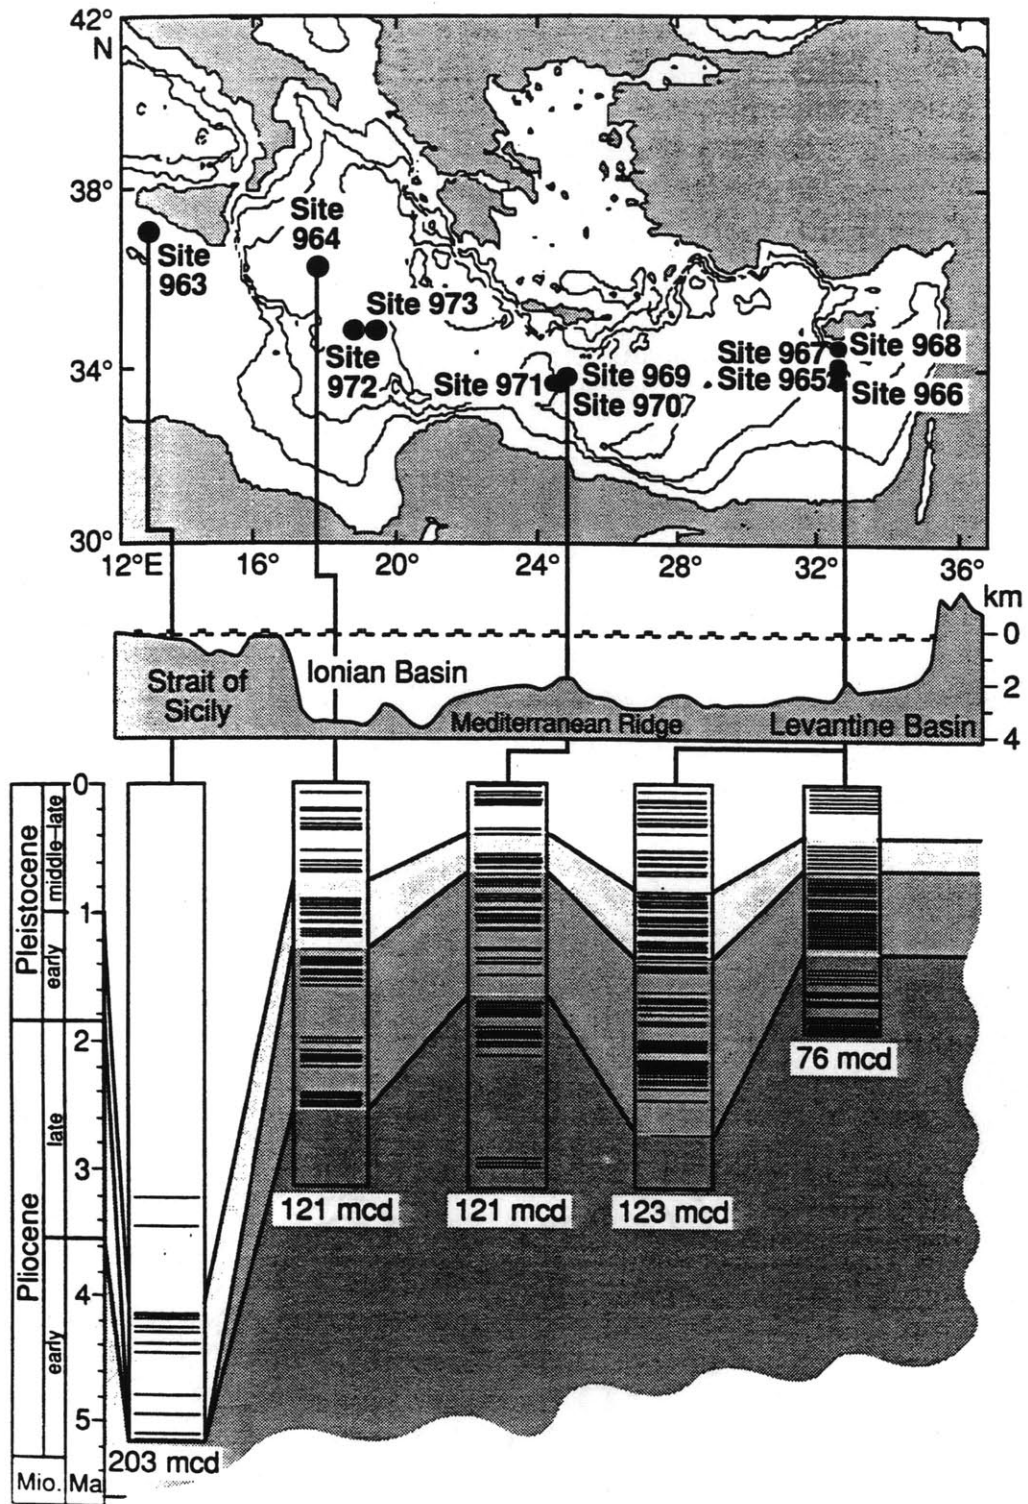 42°
N
38°
34°
30°
12°E
16°
20°
24°
28°
32°
36°
Site
963
Site
964
Site 973
Site
972
Site 971
Site 969
Site 970
Site 967
Site 965
Site 968
Site 966
km
0
2
4
Strait of
Sicily
Ionian Basin
Mediterranean Ridge
Levantine Basin
Pleistocene
middle–late
early
Pliocene
late
early
Mio.
Ma
0
1
2
3
4
5
203 mcd
121 mcd
121 mcd
123 mcd
76 mcd